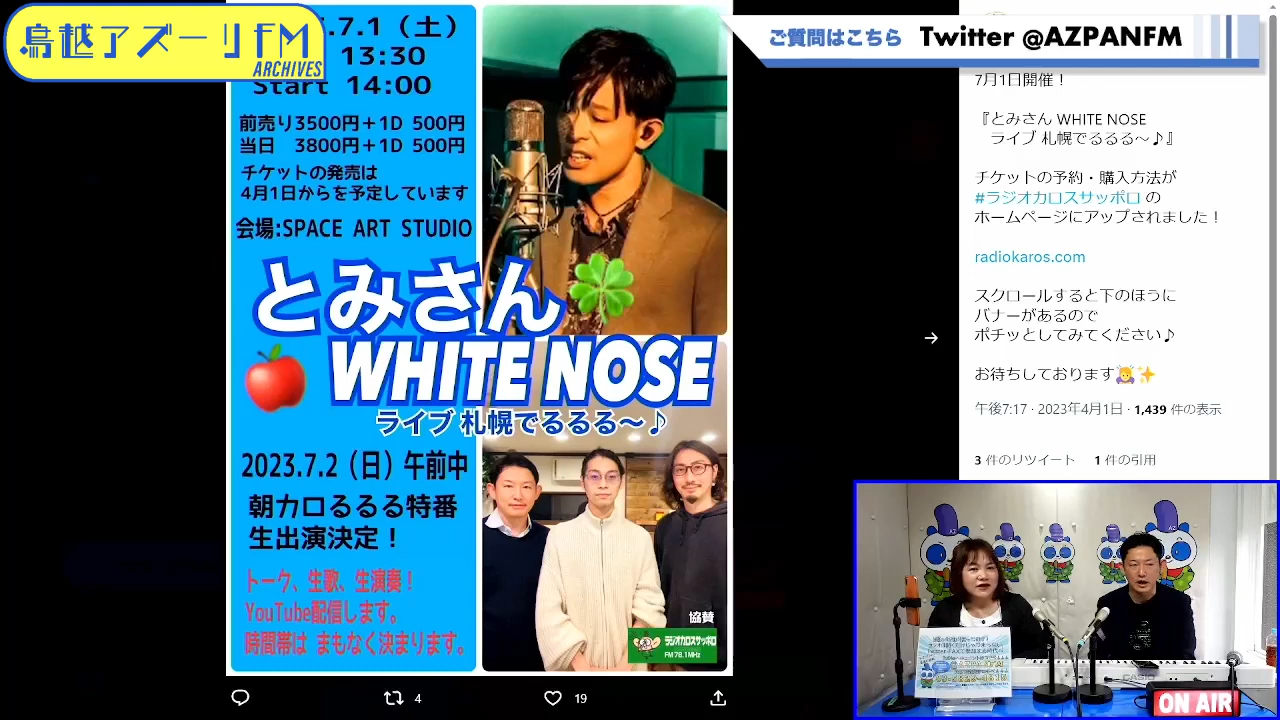 鳥越アズーリFM
ARCHIVES
.7.1（土）
13:30
Start 14:00
前売り3500円＋1D 500円
当日 3800円＋1D 500円
チケットの発売は
4月1日からを予定しています
会場:SPACE ART STUDIO
とみさん
WHITE NOSE
ライブ 札幌でるるる〜♪
2023.7.2（日）午前中
朝カロるるる特番
生出演決定！
トーク、生歌、生演奏！
YouTube配信します。
時間帯は まもなく決まります。
協賛
ラジオカロスサッポロ
FM 78.1MHz
4
19
ご質問はこちら Twitter @AZPANFM
7月1日開催！
『とみさん WHITE NOSE
ライブ 札幌でるるる〜♪』
チケットの予約・購入方法が
#ラジオカロスサッポロ の
ホームページにアップされました！
radiokaros.com
スクロールすると下のほうに
バナーがあるので
ポチッとしてみてください♪
お待ちしております
午後7:17 · 2023年4月1日 · 1,439 件の表示
3 件のリツイート 1 件の引用
CASIO
ON AIR